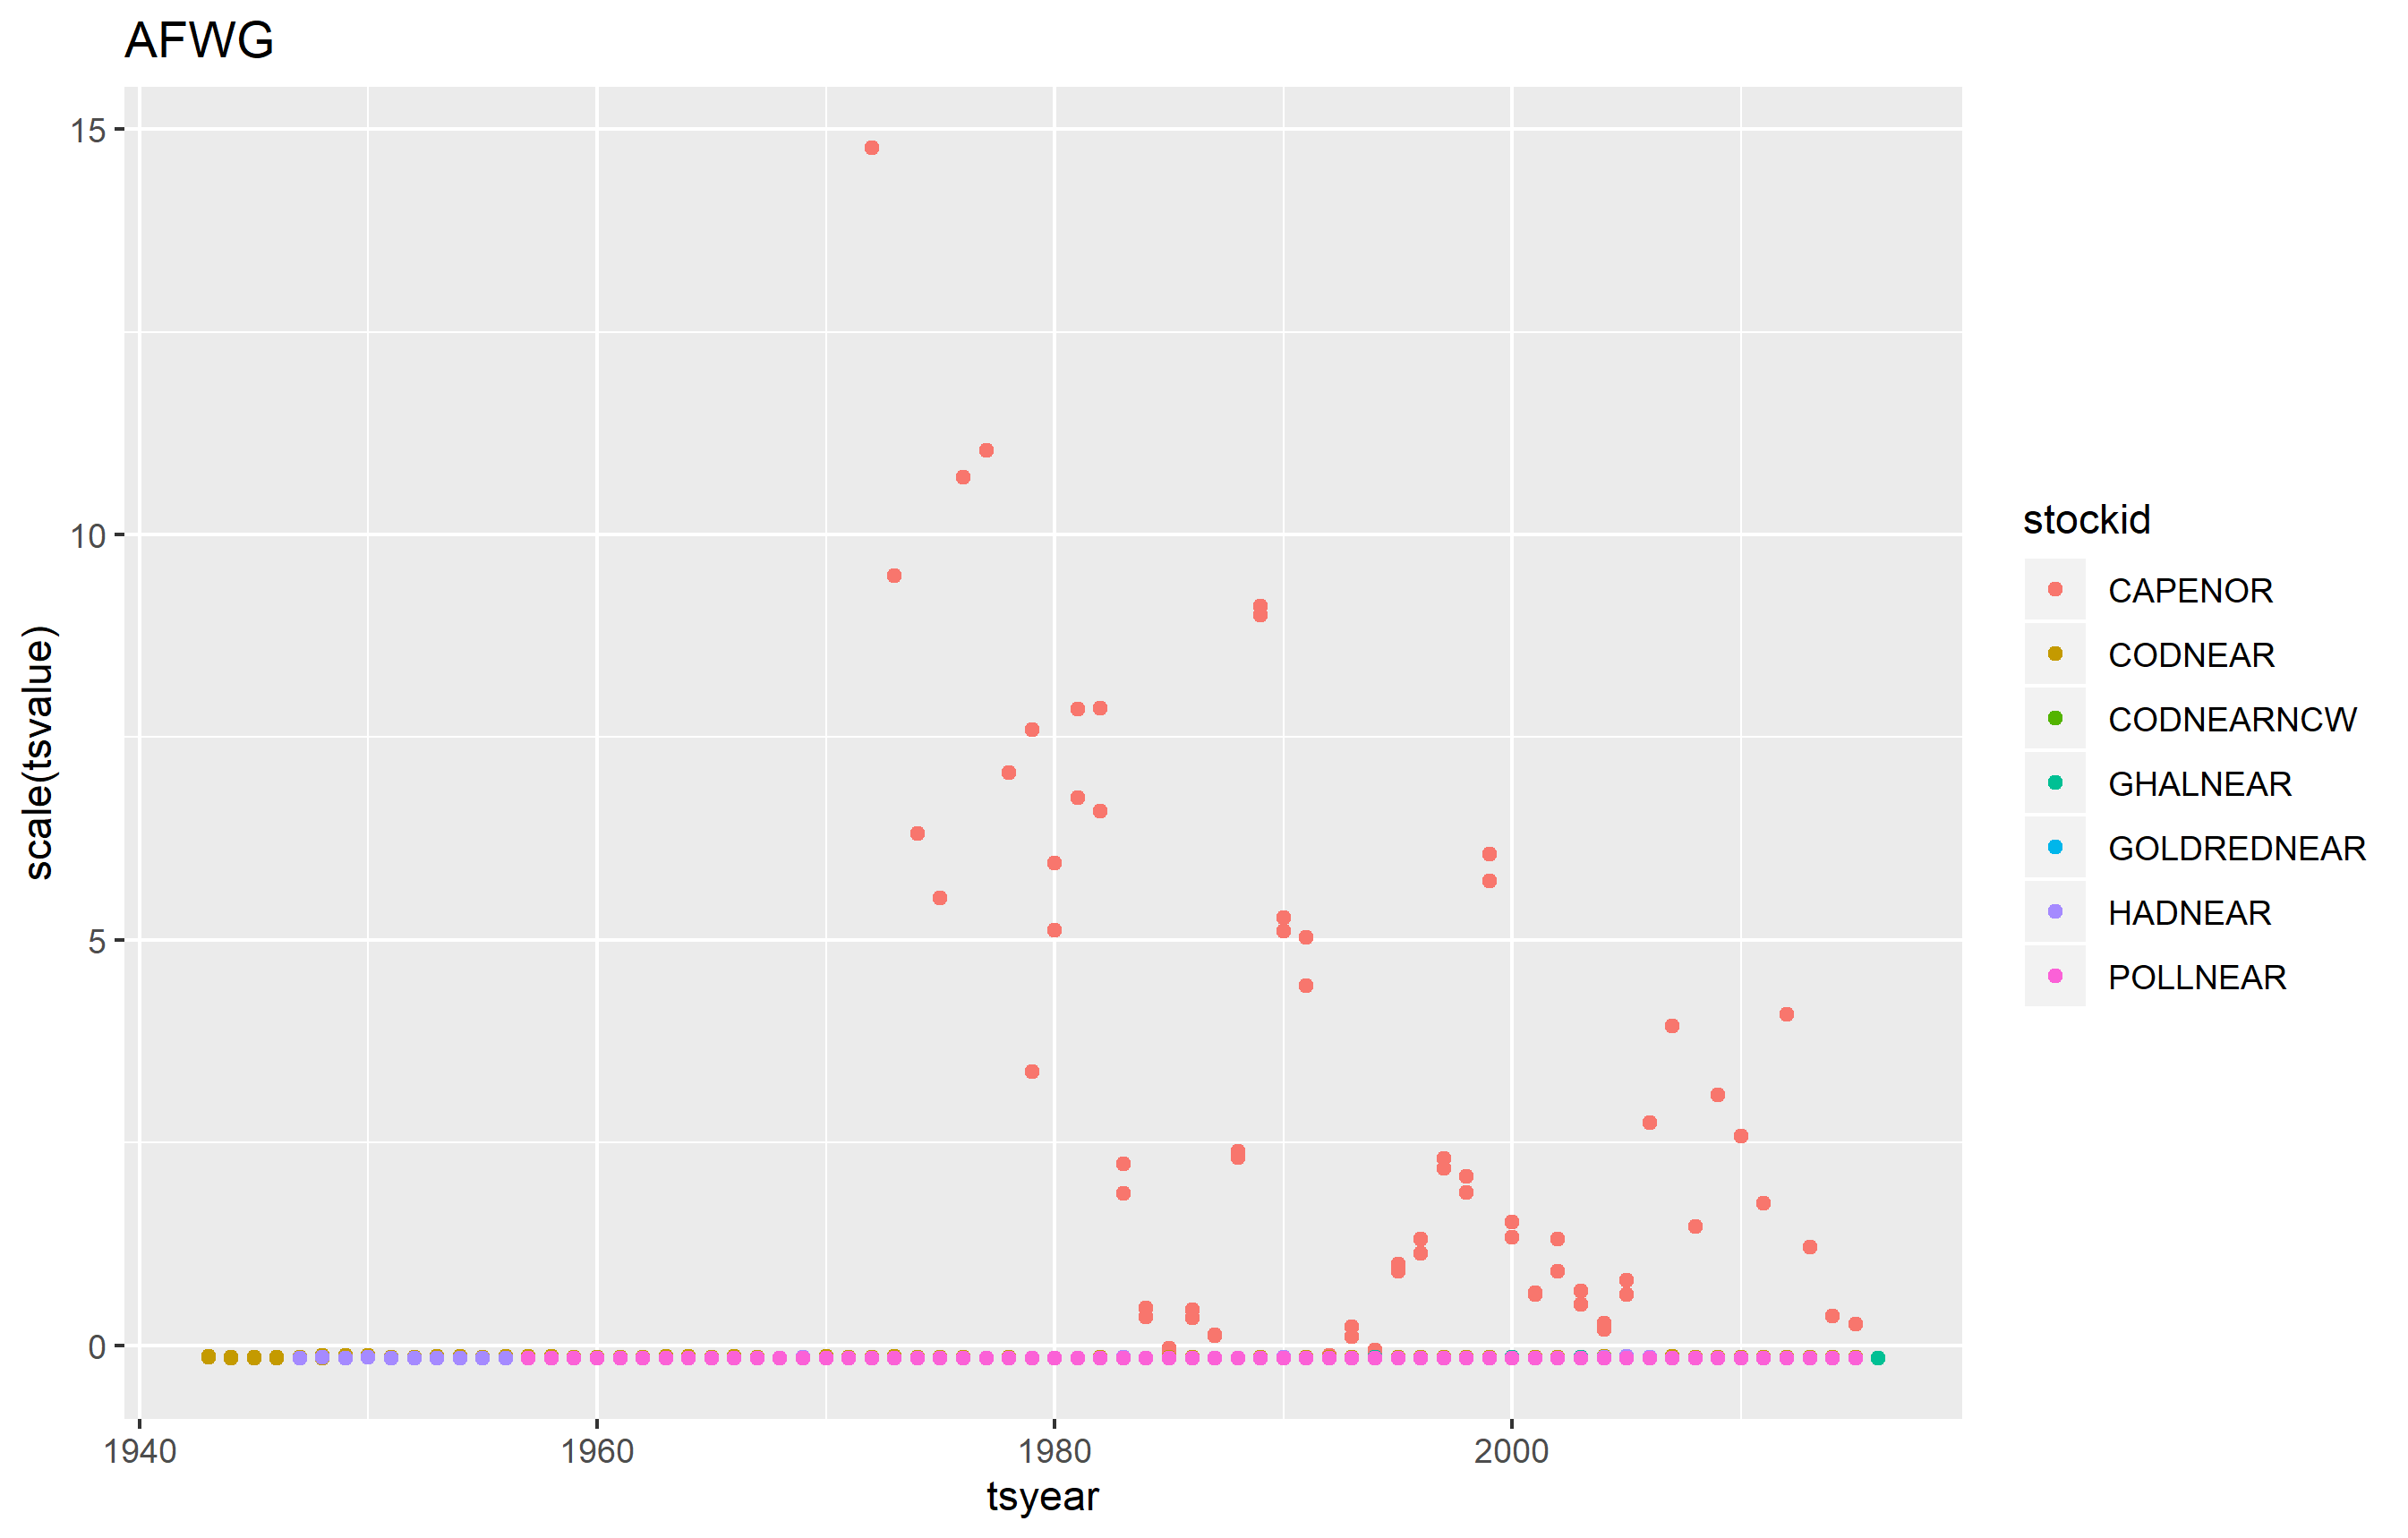 AFWG
15
10
5
0
scale(tsvalue)
1940 1960 1980 2000
tsyear
stockid
CAPENOR
CODNEAR
CODNEARNCW
GHALNEAR
GOLDREDNEAR
HADNEAR
POLLNEAR